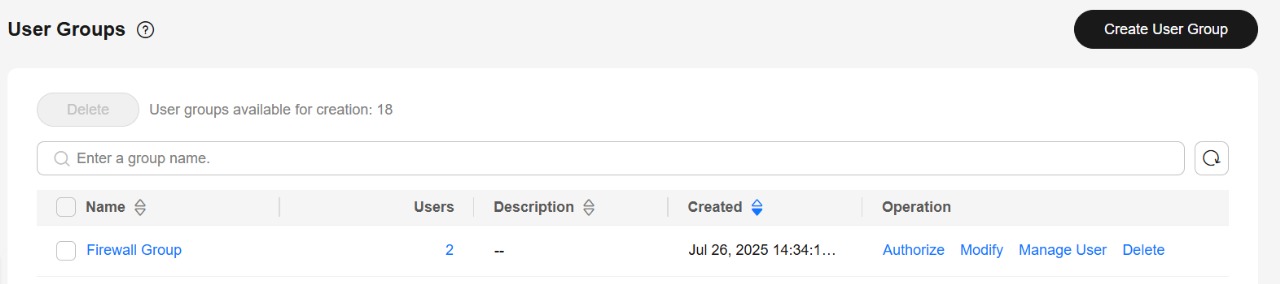 User Groups ?
Create User Group
Delete User groups available for creation: 18
Enter a group name.
Name Users Description Created Operation
Firewall Group 2 -- Jul 26, 2025 14:34:1... Authorize Modify Manage User Delete